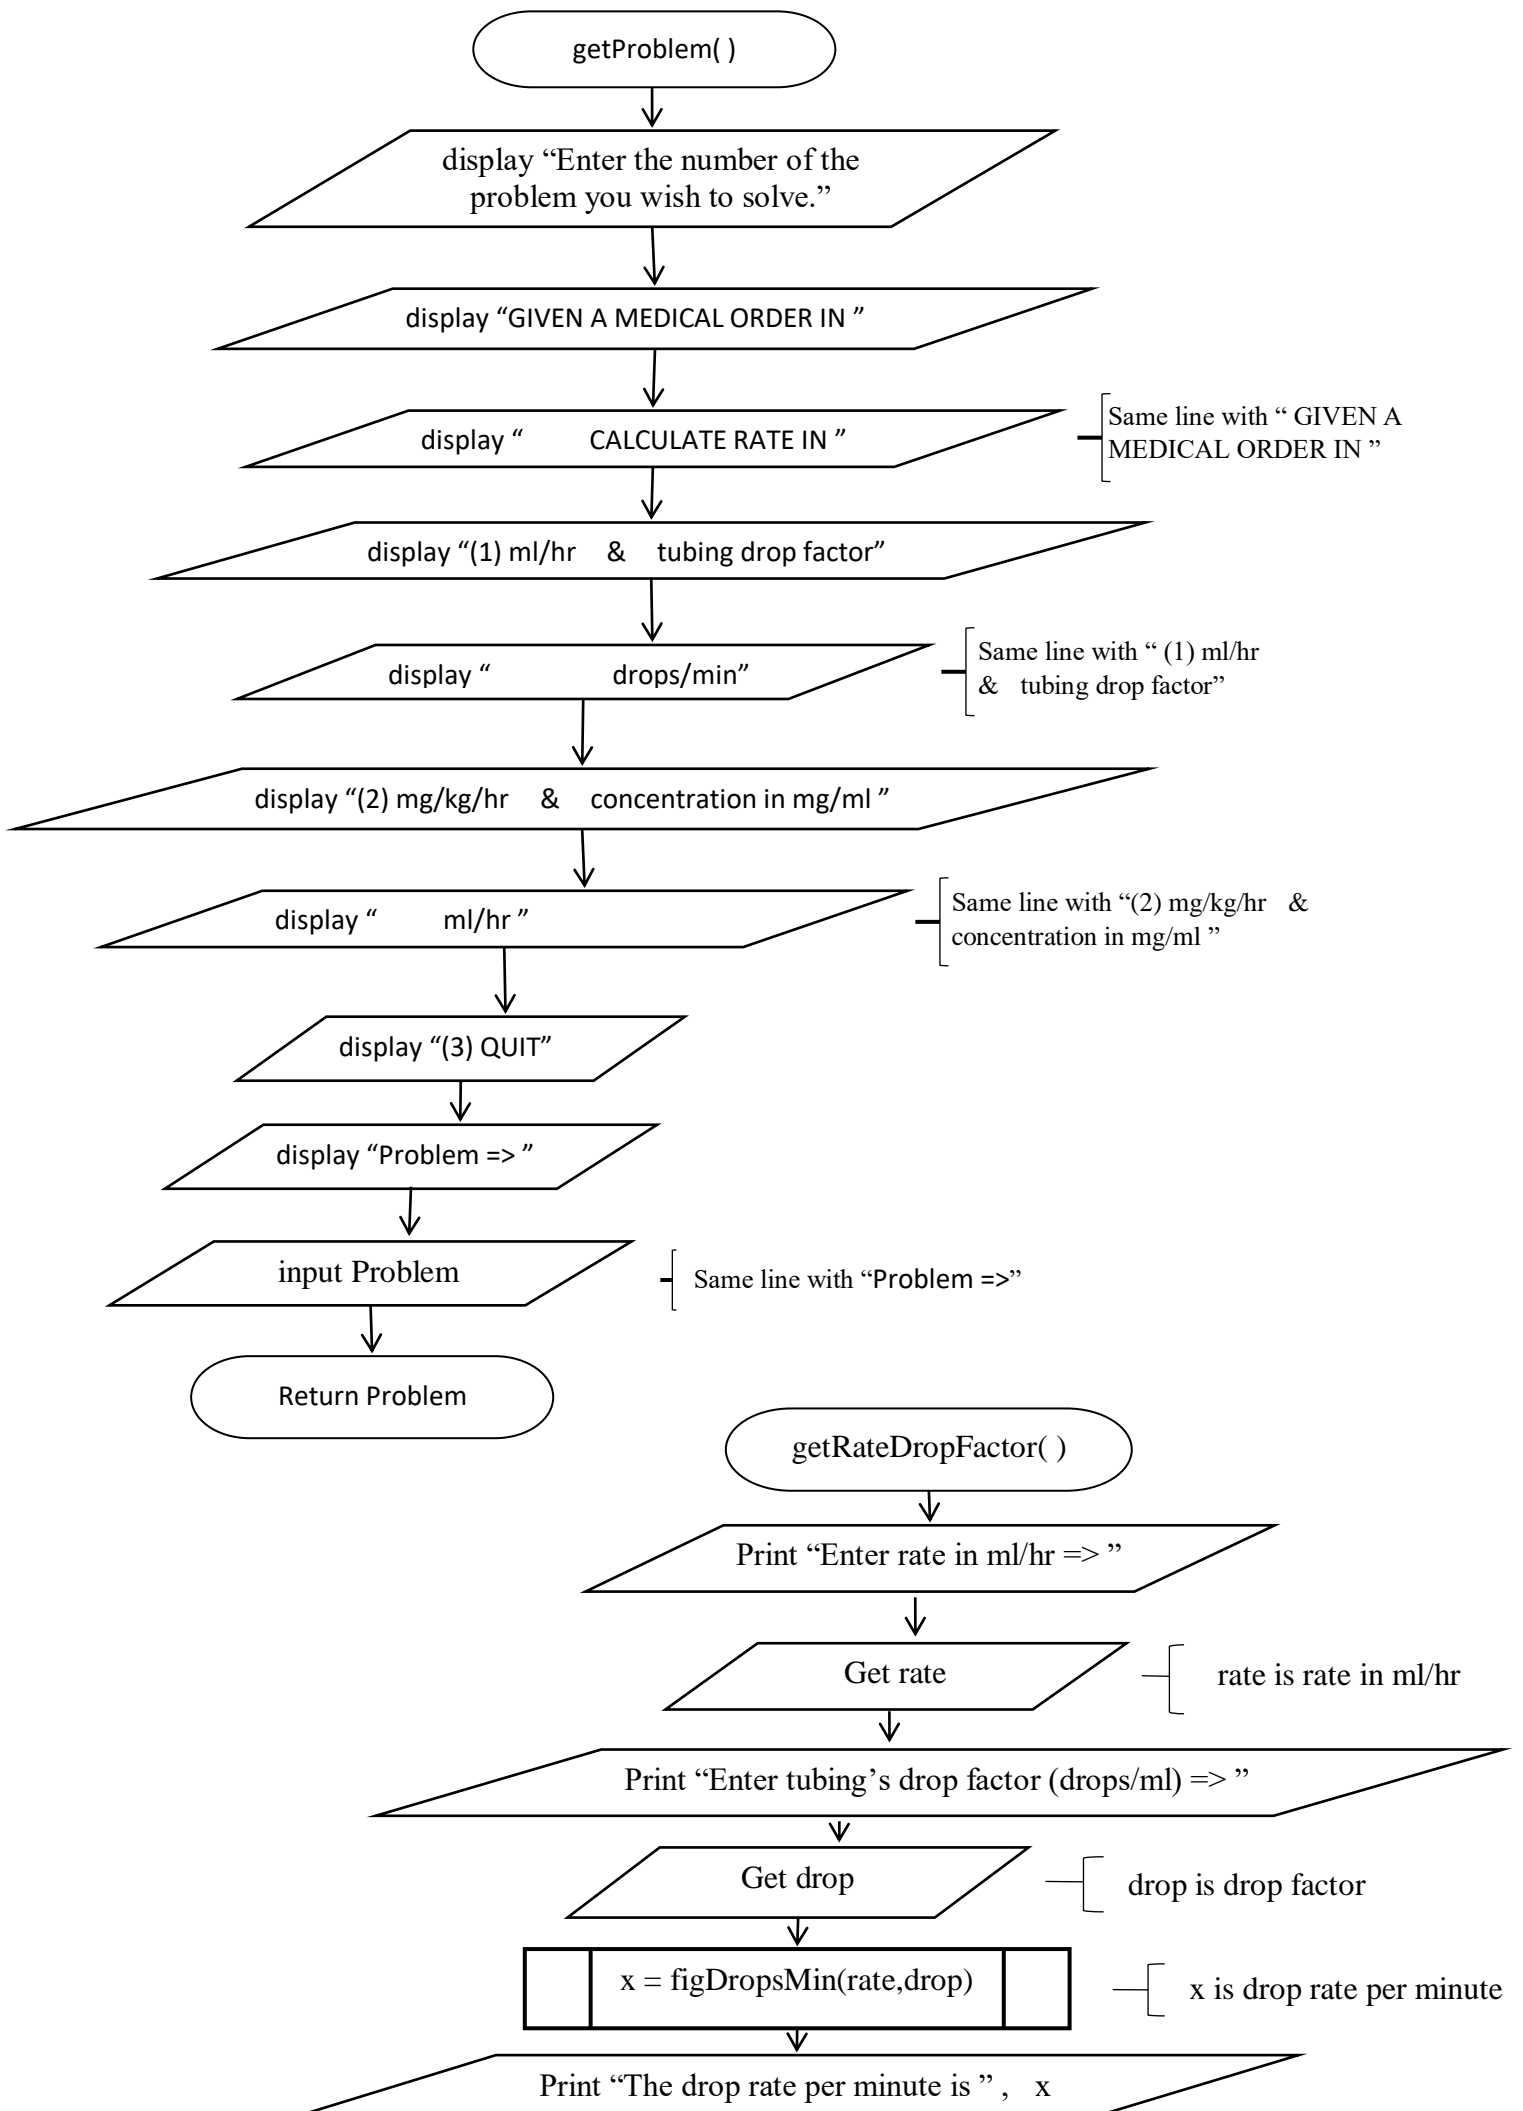 getProblem( )
display “Enter the number of the
problem you wish to solve.”
display “GIVEN A MEDICAL ORDER IN ”
display “ CALCULATE RATE IN ”
Same line with “ GIVEN A
MEDICAL ORDER IN ”
display “(1) ml/hr & tubing drop factor”
display “ drops/min”
Same line with “ (1) ml/hr
& tubing drop factor”
display “(2) mg/kg/hr & concentration in mg/ml ”
display “ ml/hr ”
Same line with “(2) mg/kg/hr &
concentration in mg/ml ”
display “(3) QUIT”
display “Problem => ”
input Problem
Same line with “Problem =>”
Return Problem
getRateDropFactor( )
Print “Enter rate in ml/hr => ”
Get rate
rate is rate in ml/hr
Print “Enter tubing’s drop factor (drops/ml) => ”
Get drop
drop is drop factor
x = figDropsMin(rate,drop)
x is drop rate per minute
Print “The drop rate per minute is ” , x